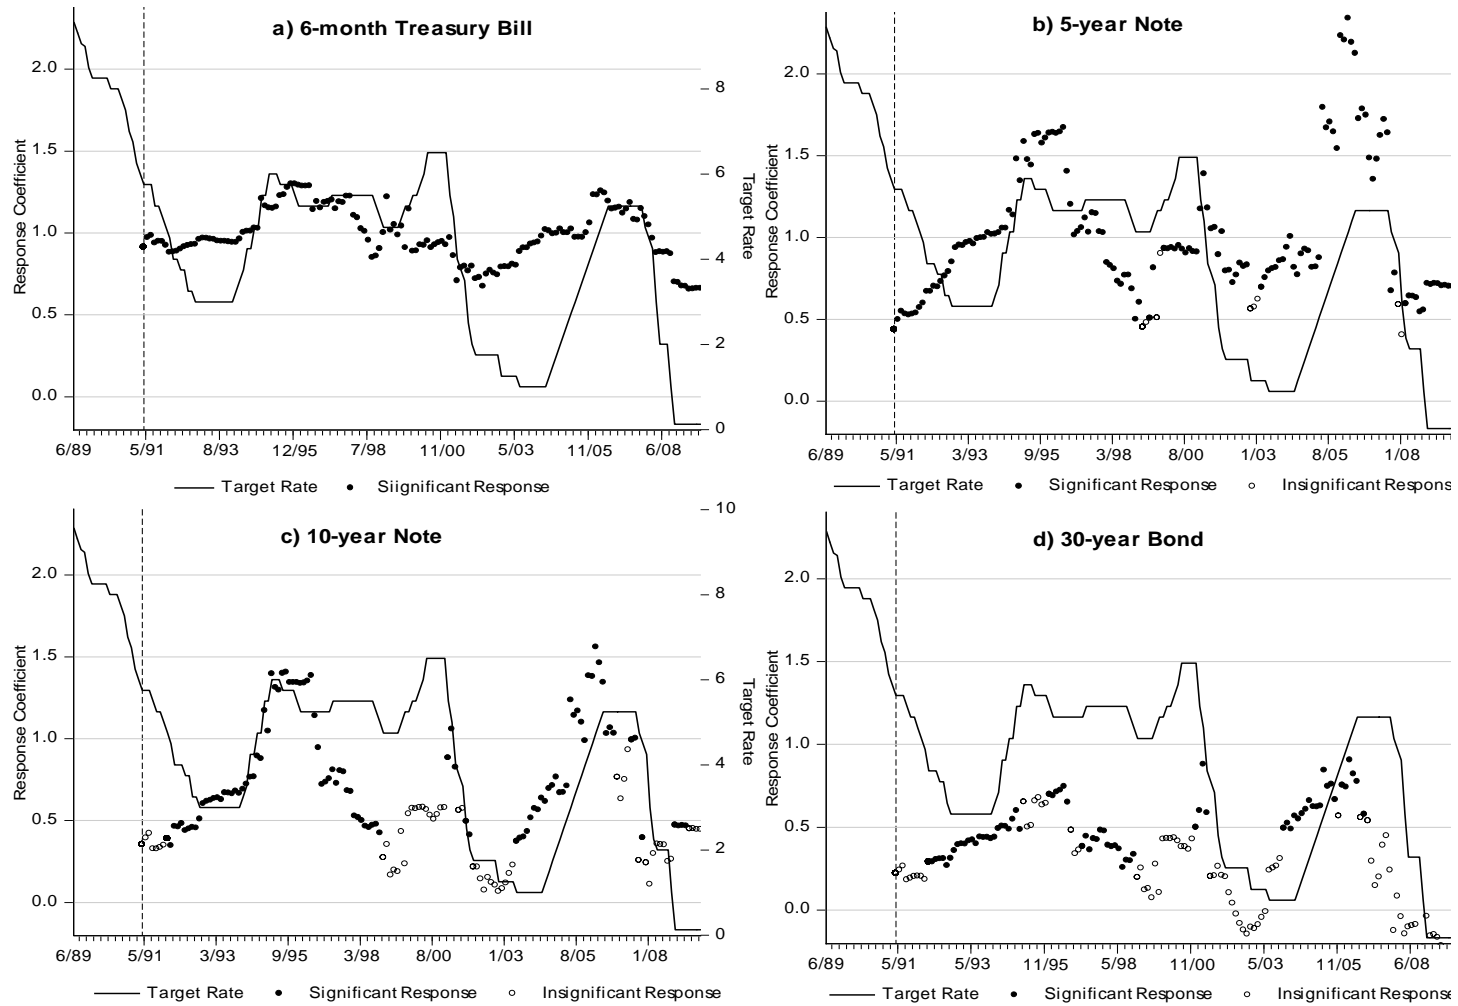 a) 6-month Treasury Bill
2.0
1.5
1.0
0.5
0.0
Response Coefficient
8
6
4
2
0
Target Rate
6/89 5/91 8/93 12/95 7/98 11/00 5/03 11/05 6/08
Target Rate Siignificant Response
b) 5-year Note
2.0
1.5
1.0
0.5
0.0
Response Coefficient
6/89 5/91 3/93 9/95 3/98 8/00 1/03 8/05 1/08
Target Rate Significant Response Insignificant Respons
c) 10-year Note
2.0
1.5
1.0
0.5
0.0
Response Coefficient
10
8
6
4
2
0
Target Rate
6/89 5/91 3/93 9/95 3/98 8/00 1/03 8/05 1/08
Target Rate Significant Response Insignificant Response
d) 30-year Bond
2.0
1.5
1.0
0.5
0.0
Response Coefficient
6/89 5/91 5/93 11/95 5/98 11/00 5/03 11/05 6/08
Target Rate Significant Response Insignificant Response